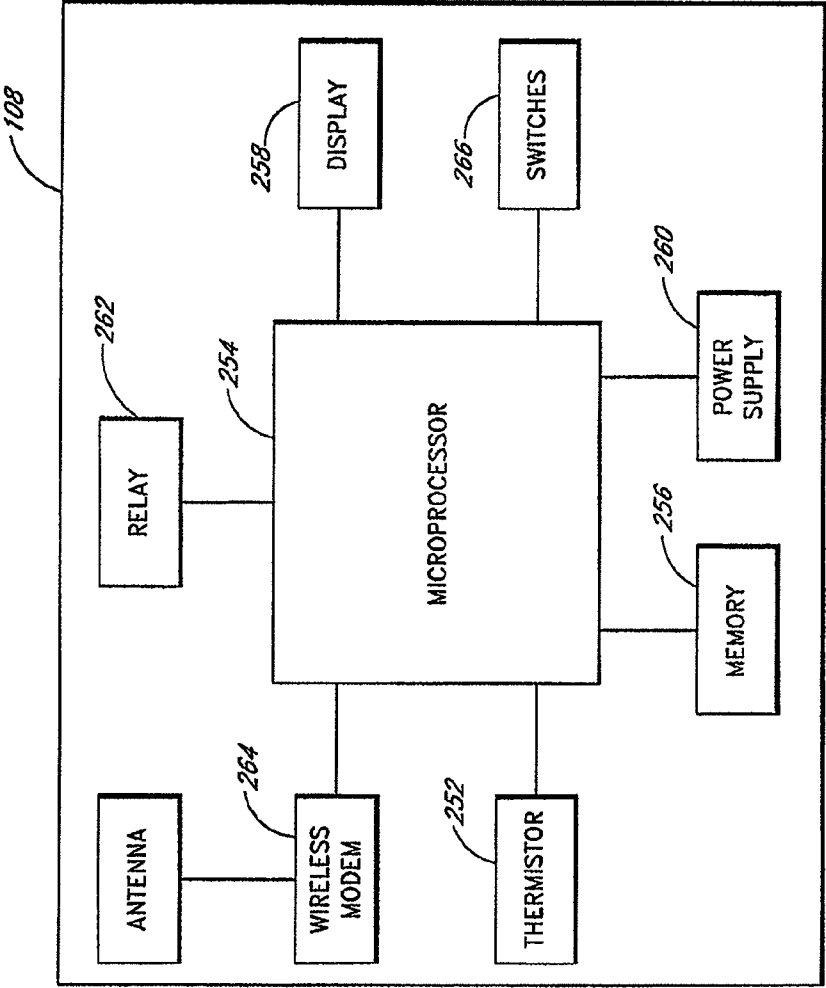 108
262
ANTENNA
RELAY
264
254
258
WIRELESS
MODEM
DISPLAY
MICROPROCESSOR
252
266
THERMISTOR
SWITCHES
256
260
MEMORY
POWER
SUPPLY